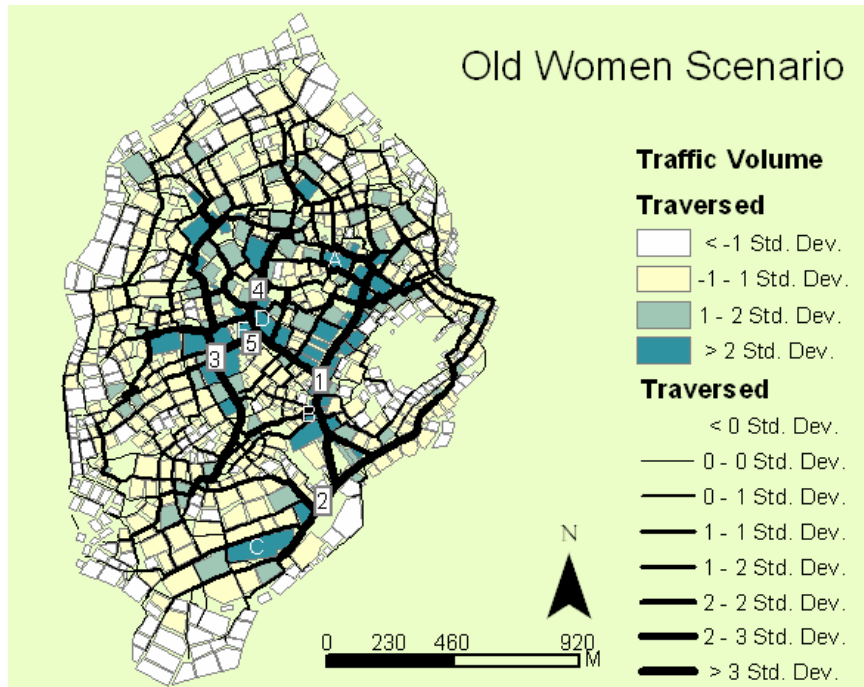 Old Women Scenario
Traffic Volume
Traversed
< -1 Std. Dev.
-1 - 1 Std. Dev.
1 - 2 Std. Dev.
> 2 Std. Dev.
Traversed
< 0 Std. Dev.
0 - 0 Std. Dev.
0 - 1 Std. Dev.
1 - 1 Std. Dev.
1 - 2 Std. Dev.
2 - 2 Std. Dev.
2 - 3 Std. Dev.
> 3 Std. Dev.
A
4
D
5
3
1
B
2
C
N
0 230 460 920
M